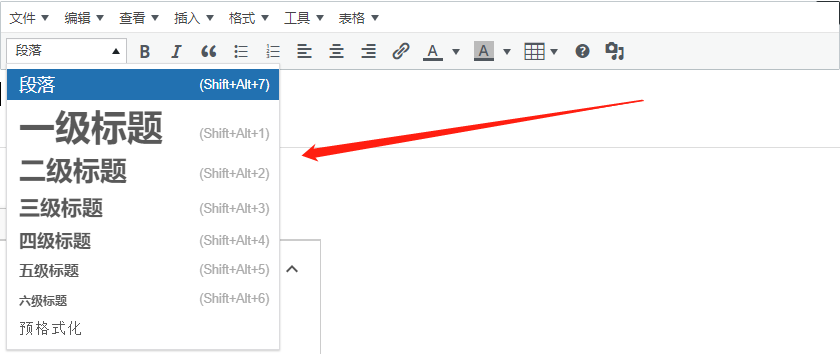 文件 编辑 查看 插入 格式 工具 表格
段落 B I A A
段落 (Shift+Alt+7)
一级标题 (Shift+Alt+1)
二级标题 (Shift+Alt+2)
三级标题 (Shift+Alt+3)
四级标题 (Shift+Alt+4)
五级标题 (Shift+Alt+5)
六级标题 (Shift+Alt+6)
预格式化